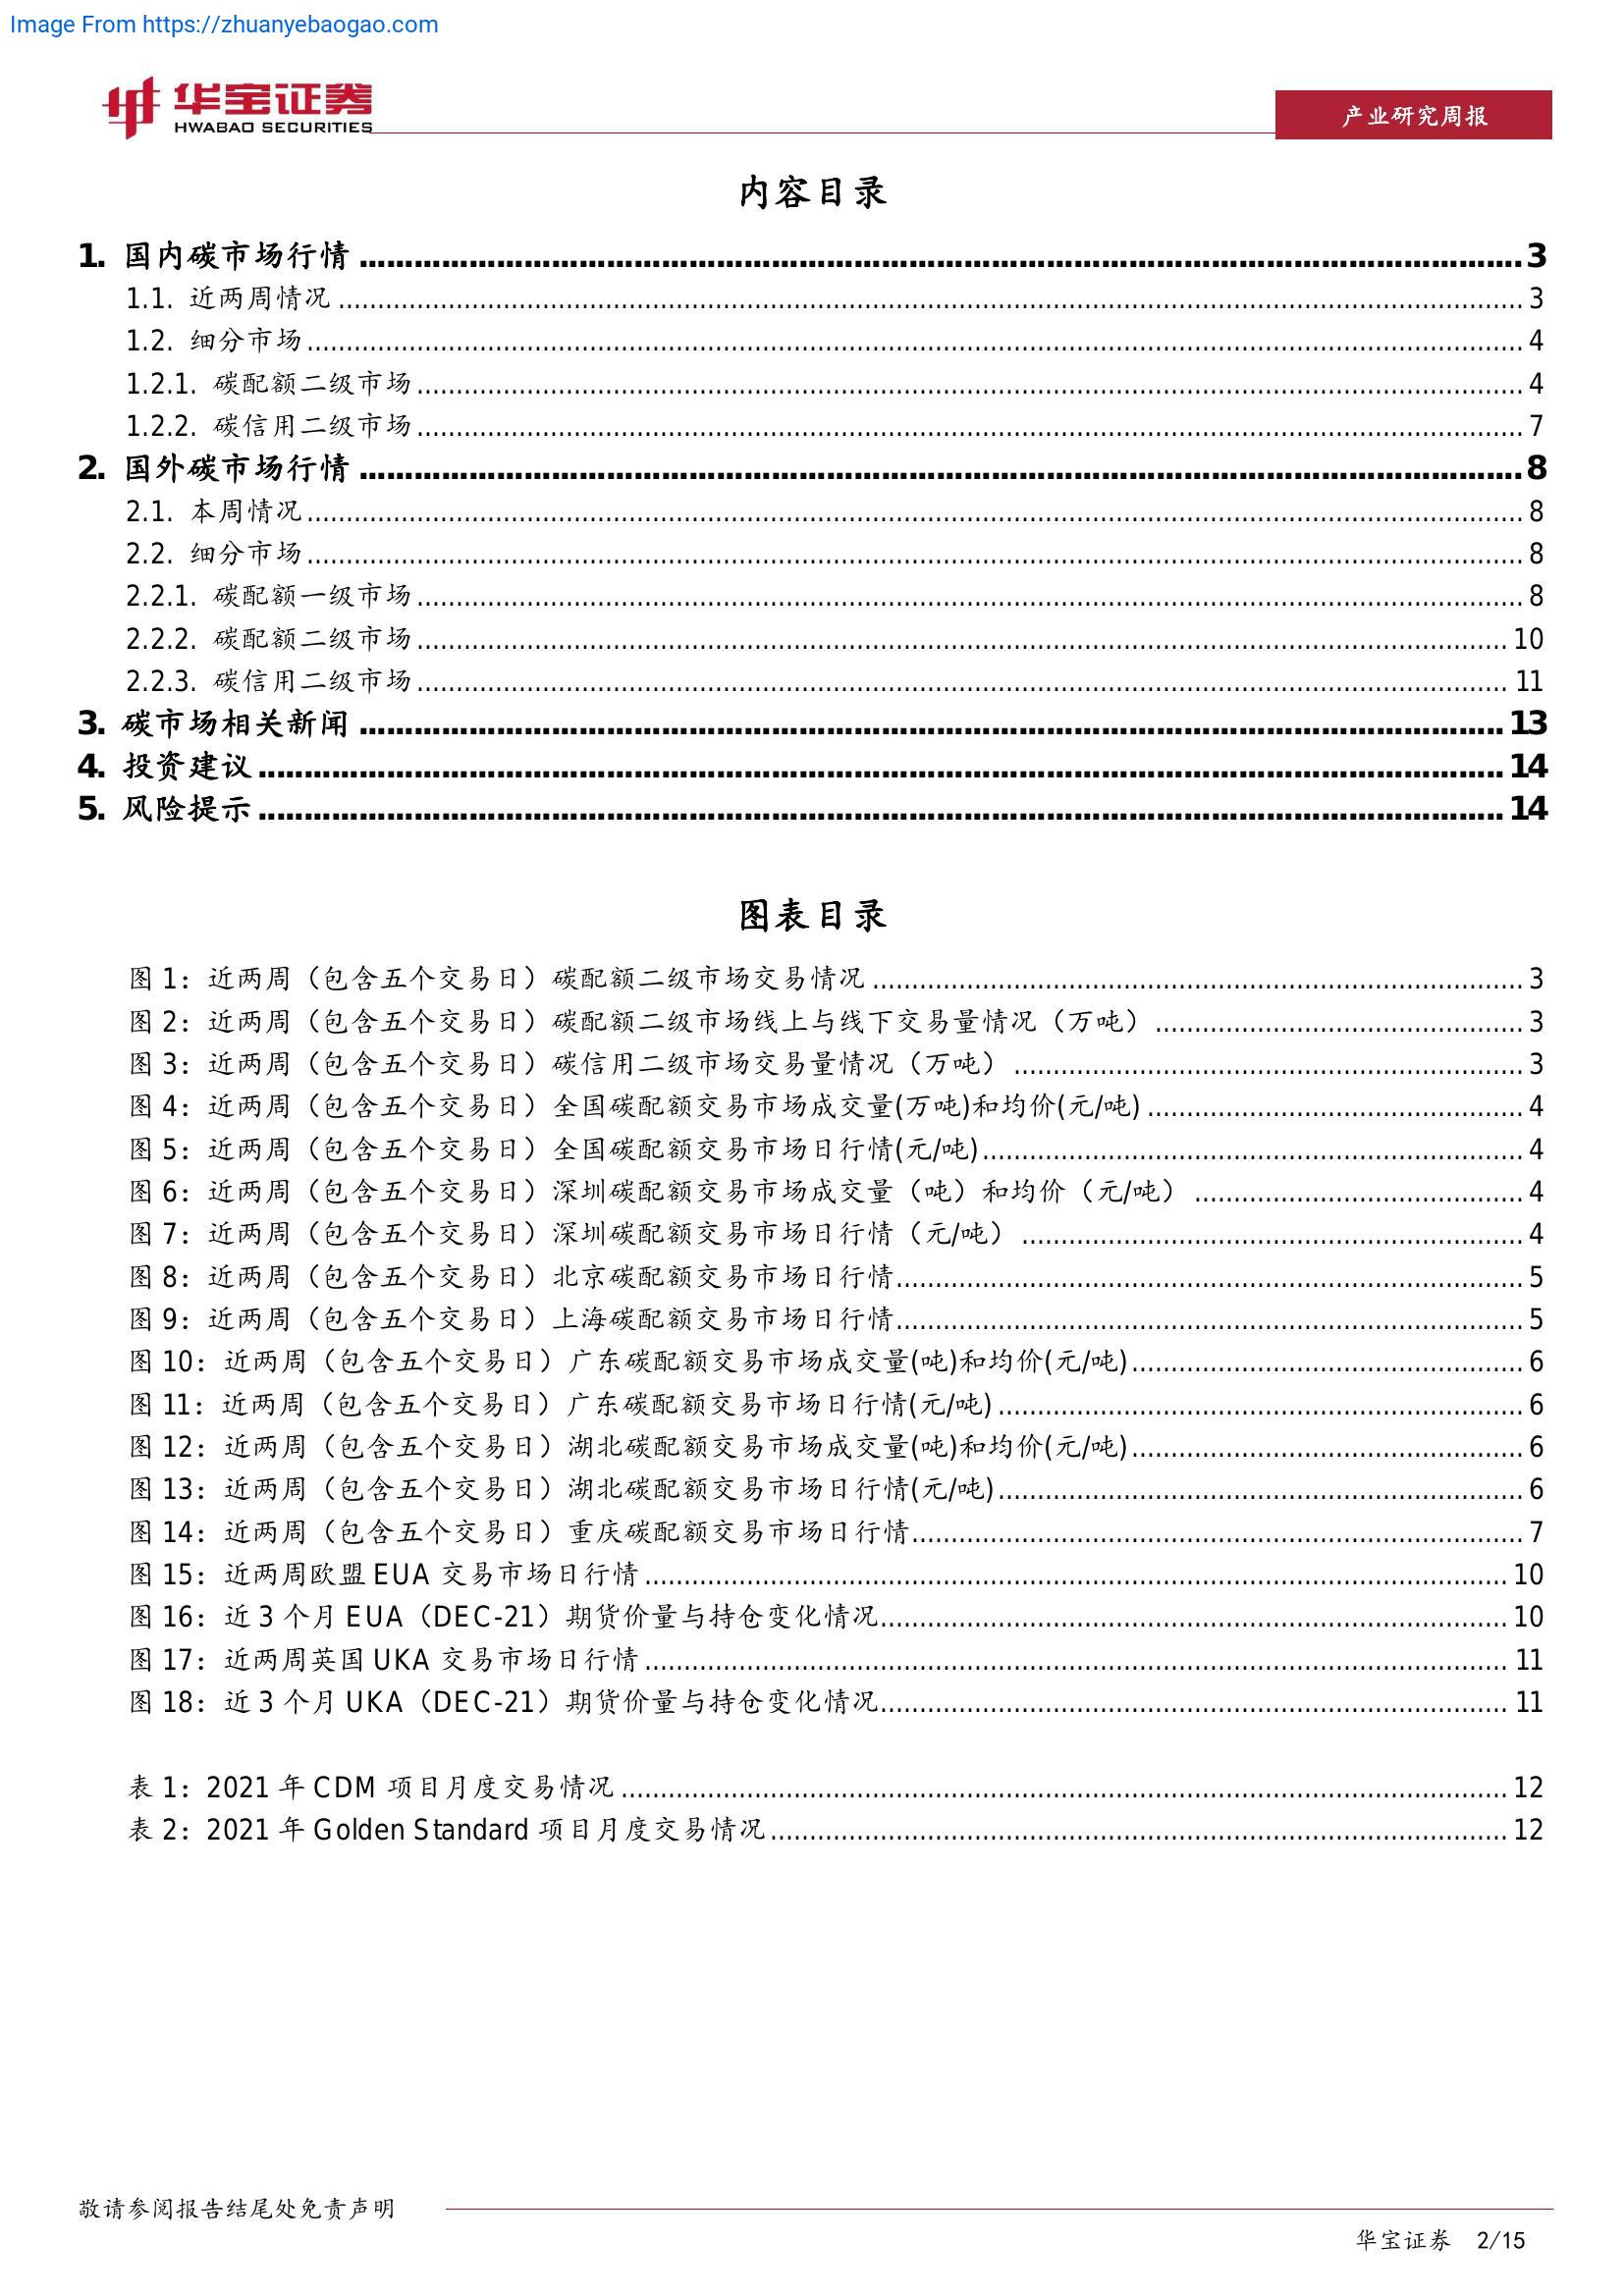 Image From https://zhuanyebaogao.com
华宝证券
HWABAO SECURITIES
产业研究周报
内容目录
1. 国内碳市场行情 3
1.1. 近两周情况 3
1.2. 细分市场 4
1.2.1. 碳配额二级市场 4
1.2.2. 碳信用二级市场 7
2. 国外碳市场行情 8
2.1. 本周情况 8
2.2. 细分市场 8
2.2.1. 碳配额一级市场 8
2.2.2. 碳配额二级市场 10
2.2.3. 碳信用二级市场 11
3. 碳市场相关新闻 13
4. 投资建议 14
5. 风险提示 14
图表目录
图 1：近两周（包含五个交易日）碳配额二级市场交易情况 3
图 2：近两周（包含五个交易日）碳配额二级市场线上与线下交易量情况（万吨） 3
图 3：近两周（包含五个交易日）碳信用二级市场交易量情况（万吨） 3
图 4：近两周（包含五个交易日）全国碳配额交易市场成交量(万吨)和均价(元/吨) 4
图 5：近两周（包含五个交易日）全国碳配额交易市场日行情(元/吨) 4
图 6：近两周（包含五个交易日）深圳碳配额交易市场成交量（吨）和均价（元/吨） 4
图 7：近两周（包含五个交易日）深圳碳配额交易市场日行情（元/吨） 4
图 8：近两周（包含五个交易日）北京碳配额交易市场日行情 5
图 9：近两周（包含五个交易日）上海碳配额交易市场日行情 5
图 10：近两周（包含五个交易日）广东碳配额交易市场成交量(吨)和均价(元/吨) 6
图 11：近两周（包含五个交易日）广东碳配额交易市场日行情(元/吨) 6
图 12：近两周（包含五个交易日）湖北碳配额交易市场成交量(吨)和均价(元/吨) 6
图 13：近两周（包含五个交易日）湖北碳配额交易市场日行情(元/吨) 6
图 14：近两周（包含五个交易日）重庆碳配额交易市场日行情 7
图 15：近两周欧盟 EUA 交易市场日行情 10
图 16：近 3 个月 EUA（DEC-21）期货价量与持仓变化情况 10
图 17：近两周英国 UKA 交易市场日行情 11
图 18：近 3 个月 UKA（DEC-21）期货价量与持仓变化情况 11
表 1：2021 年 CDM 项目月度交易情况 12
表 2：2021 年 Golden Standard 项目月度交易情况 12
敬请参阅报告结尾处免责声明
华宝证券 2/15